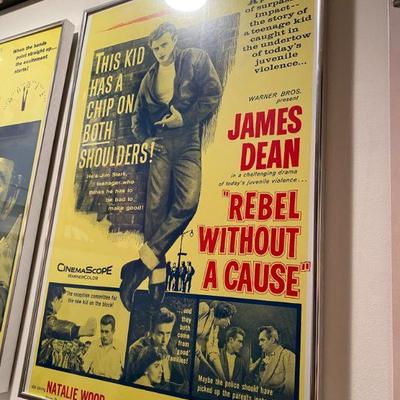 When the hands
point straight up...
the excitement
starts!
A p
of surpas
impact--
the story of
a teenage kid
caught in
the undertow
of today's
juvenile
violence...
THIS KID
HAS A
CHIP ON
BOTH
SHOULDERS!
He's Jim Stark,
teenager, who
thinks he has to
be bad to
make good!
WARNER BROS.
present
JAMES
DEAN
in a challenging drama
of today's juvenile violence...
"REBEL
WITHOUT
A CAUSE"
CINEMASCOPE
WARNERCOLOR
The reception committee for
the new kid on the block!
...and
they
both
come
from
'good'
families!
Maybe the police should have
picked up the parents
NATALIE WOOD